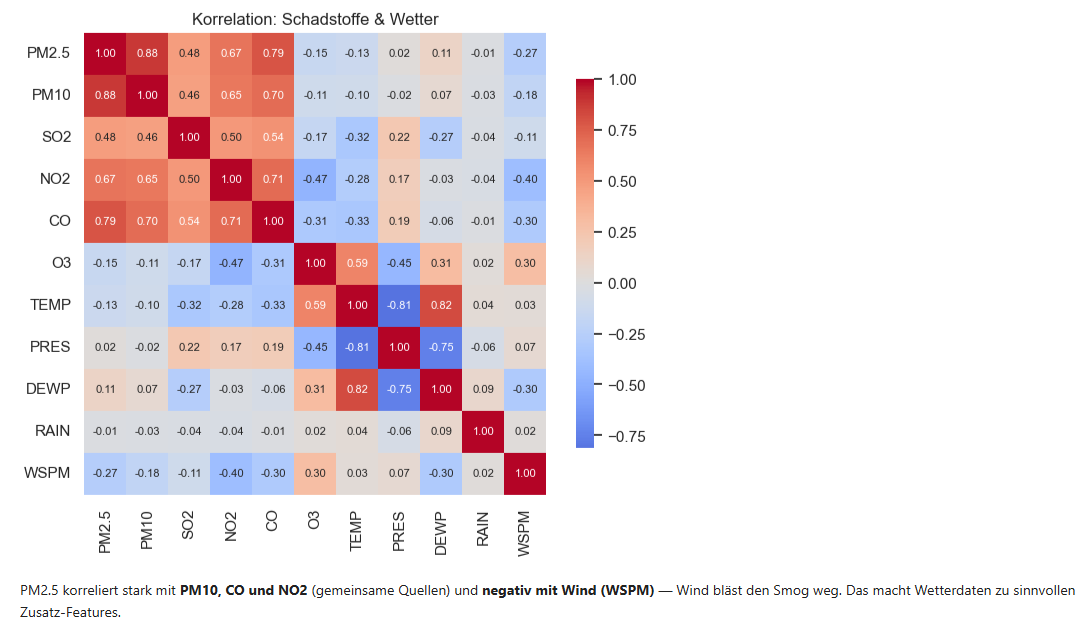 Korrelation: Schadstoffe & Wetter
PM2.5 1.00 0.88 0.48 0.67 0.79 -0.15 -0.13 0.02 0.11 -0.01 -0.27
PM10 0.88 1.00 0.46 0.65 0.70 -0.11 -0.10 -0.02 0.07 -0.03 -0.18
SO2 0.48 0.46 1.00 0.50 0.54 -0.17 -0.32 0.22 -0.27 -0.04 -0.11
NO2 0.67 0.65 0.50 1.00 0.71 -0.47 -0.28 0.17 -0.03 -0.04 -0.40
CO 0.79 0.70 0.54 0.71 1.00 -0.31 -0.33 0.19 -0.06 -0.01 -0.30
O3 -0.15 -0.11 -0.17 -0.47 -0.31 1.00 0.59 -0.45 0.31 0.02 0.30
TEMP -0.13 -0.10 -0.32 -0.28 -0.33 0.59 1.00 -0.81 0.82 0.04 0.03
PRES 0.02 -0.02 0.22 0.17 0.19 -0.45 -0.81 1.00 -0.75 -0.06 0.07
DEWP 0.11 0.07 -0.27 -0.03 -0.06 0.31 0.82 -0.75 1.00 0.09 -0.30
RAIN -0.01 -0.03 -0.04 -0.04 -0.01 0.02 0.04 -0.06 0.09 1.00 0.02
WSPM -0.27 -0.18 -0.11 -0.40 -0.30 0.30 0.03 0.07 -0.30 0.02 1.00
PM2.5 PM10 SO2 NO2 CO O3 TEMP PRES DEWP RAIN WSPM
1.00
0.75
0.50
0.25
0.00
−0.25
−0.50
−0.75
PM2.5 korreliert stark mit PM10, CO und NO2 (gemeinsame Quellen) und negativ mit Wind (WSPM) — Wind bläst den Smog weg. Das macht Wetterdaten zu sinnvollen
Zusatz-Features.